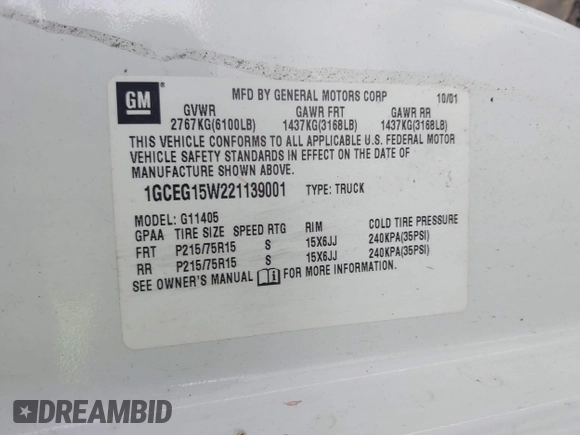 GM
MFD BY GENERAL MOTORS CORP 10/01
GVWR GAWR FRT GAWR RR
2767KG(6100LB) 1437KG(3168LB) 1437KG(3168LB)
THIS VEHICLE CONFORMS TO ALL APPLICABLE U.S. FEDERAL MOTOR
VEHICLE SAFETY STANDARDS IN EFFECT ON THE DATE OF
MANUFACTURE SHOWN ABOVE.
1GCEG15W221139001 TYPE: TRUCK
MODEL: G11405
GPAA TIRE SIZE SPEED RTG RIM COLD TIRE PRESSURE
FRT P215/75R15 S 15X6JJ 240KPA(35PSI)
RR P215/75R15 S 15X6JJ 240KPA(35PSI)
SEE OWNER'S MANUAL i FOR MORE INFORMATION.
DREAMBID